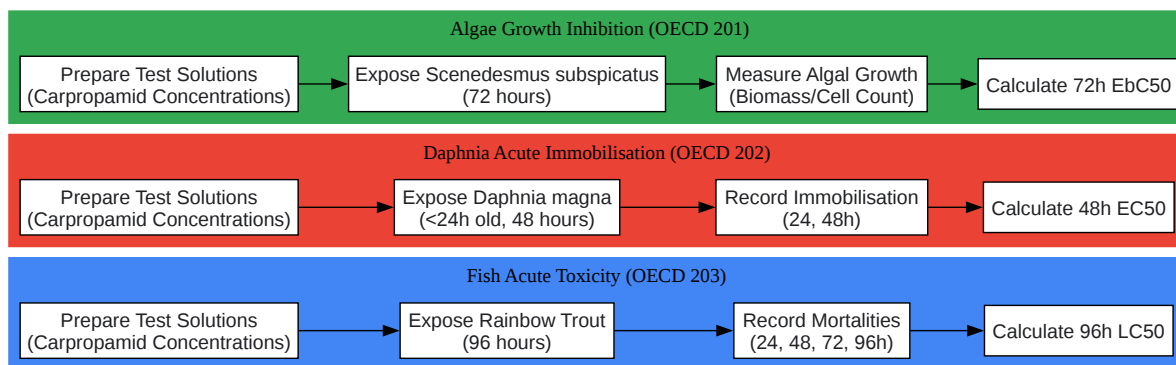 Algae Growth Inhibition (OECD 201)
Prepare Test Solutions
(Carpropamid Concentrations)
Expose Scenedesmus subspicatus
(72 hours)
Measure Algal Growth
(Biomass/Cell Count)
Calculate 72h EbC50
Daphnia Acute Immobilisation (OECD 202)
Prepare Test Solutions
(Carpropamid Concentrations)
Expose Daphnia magna
(<24h old, 48 hours)
Record Immobilisation
(24, 48h)
Calculate 48h EC50
Fish Acute Toxicity (OECD 203)
Prepare Test Solutions
(Carpropamid Concentrations)
Expose Rainbow Trout
(96 hours)
Record Mortalities
(24, 48, 72, 96h)
Calculate 96h LC50